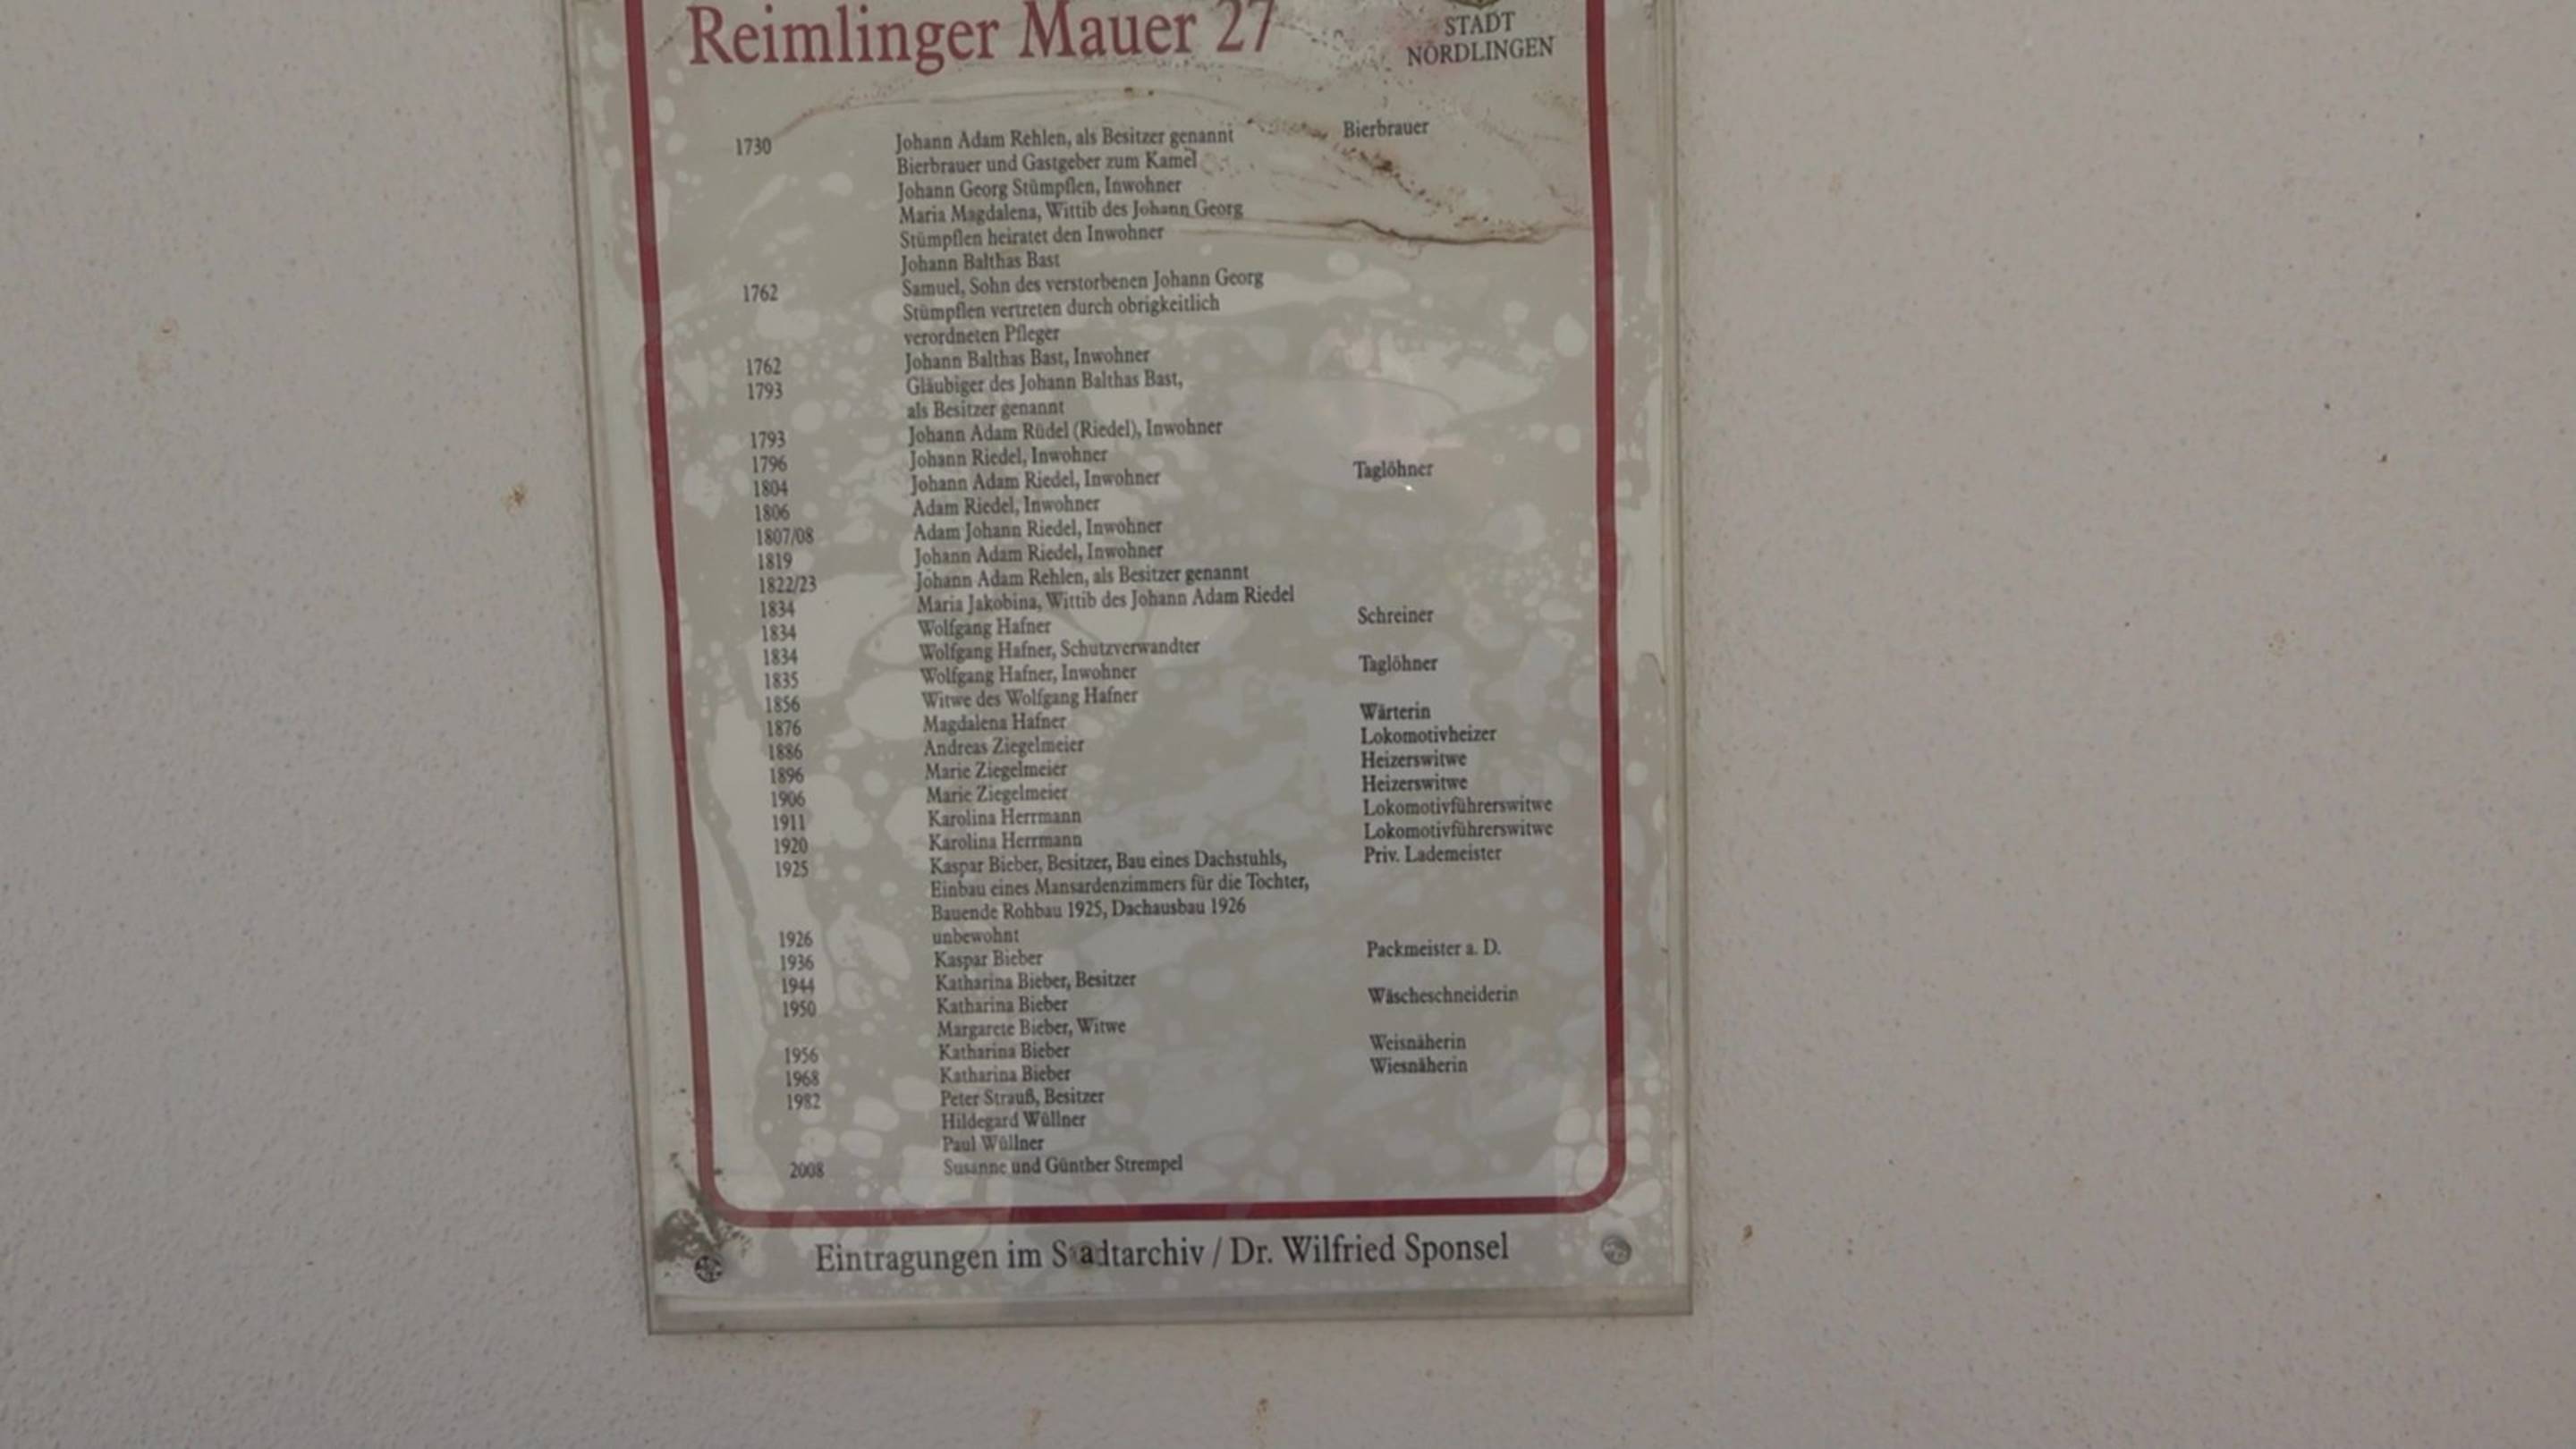 Reimlinger Mauer 27
STADT
NÖRDLINGEN
1730 Johann Adam Rehlen, als Besitzer genannt Bierbrauer
Bierbrauer und Gastgeber zum Kamel
Johann Georg Stümpflen, Inwohner
Maria Magdalena, Wittib des Johann Georg
Stümpflen heiratet den Inwohner
Johann Balthas Bast
1762 Samuel, Sohn des verstorbenen Johann Georg
Stümpflen vertreten durch obrigkeitlich
verordneten Pfleger
1762 Johann Balthas Bast, Inwohner
1793 Gläubiger des Johann Balthas Bast,
als Besitzer genannt
1793 Johann Adam Rüdel (Riedel), Inwohner
1796 Johann Riedel, Inwohner
1804 Johann Adam Riedel, Inwohner Taglöhner
1806 Adam Riedel, Inwohner
1807/08 Adam Johann Riedel, Inwohner
1819 Johann Adam Riedel, Inwohner
1822/23 Johann Adam Rehlen, als Besitzer genannt
1834 Maria Jakobina, Wittib des Johann Adam Riedel
1834 Wolfgang Hafner Schreiner
1834 Wolfgang Hafner, Schutzverwandter
1835 Wolfgang Hafner, Inwohner Taglöhner
1856 Witwe des Wolfgang Hafner
1876 Magdalena Hafner Wärterin
1886 Andreas Ziegelmeier Lokomotivheizer
1896 Marie Ziegelmeier Heizerswitwe
1906 Marie Ziegelmeier Heizerswitwe
1911 Karolina Herrmann Lokomotivführerswitwe
1920 Karolina Herrmann Lokomotivführerswitwe
1925 Kaspar Bieber, Besitzer, Bau eines Dachstuhls, Priv. Lademeister
Einbau eines Mansardenzimmers für die Tochter,
Bauende Rohbau 1925, Dachausbau 1926
1926 unbewohnt
1936 Kaspar Bieber Packmeister a. D.
1944 Katharina Bieber, Besitzer
1950 Katharina Bieber Wäscheschneiderin
Margarete Bieber, Witwe
1956 Katharina Bieber Weisnäherin
1968 Katharina Bieber Wiesnäherin
1982 Peter Strauß, Besitzer
Hildegard Wüllner
Paul Wüllner
2008 Susanne und Günther Strempel
Eintragungen im Stadtarchiv / Dr. Wilfried Sponsel